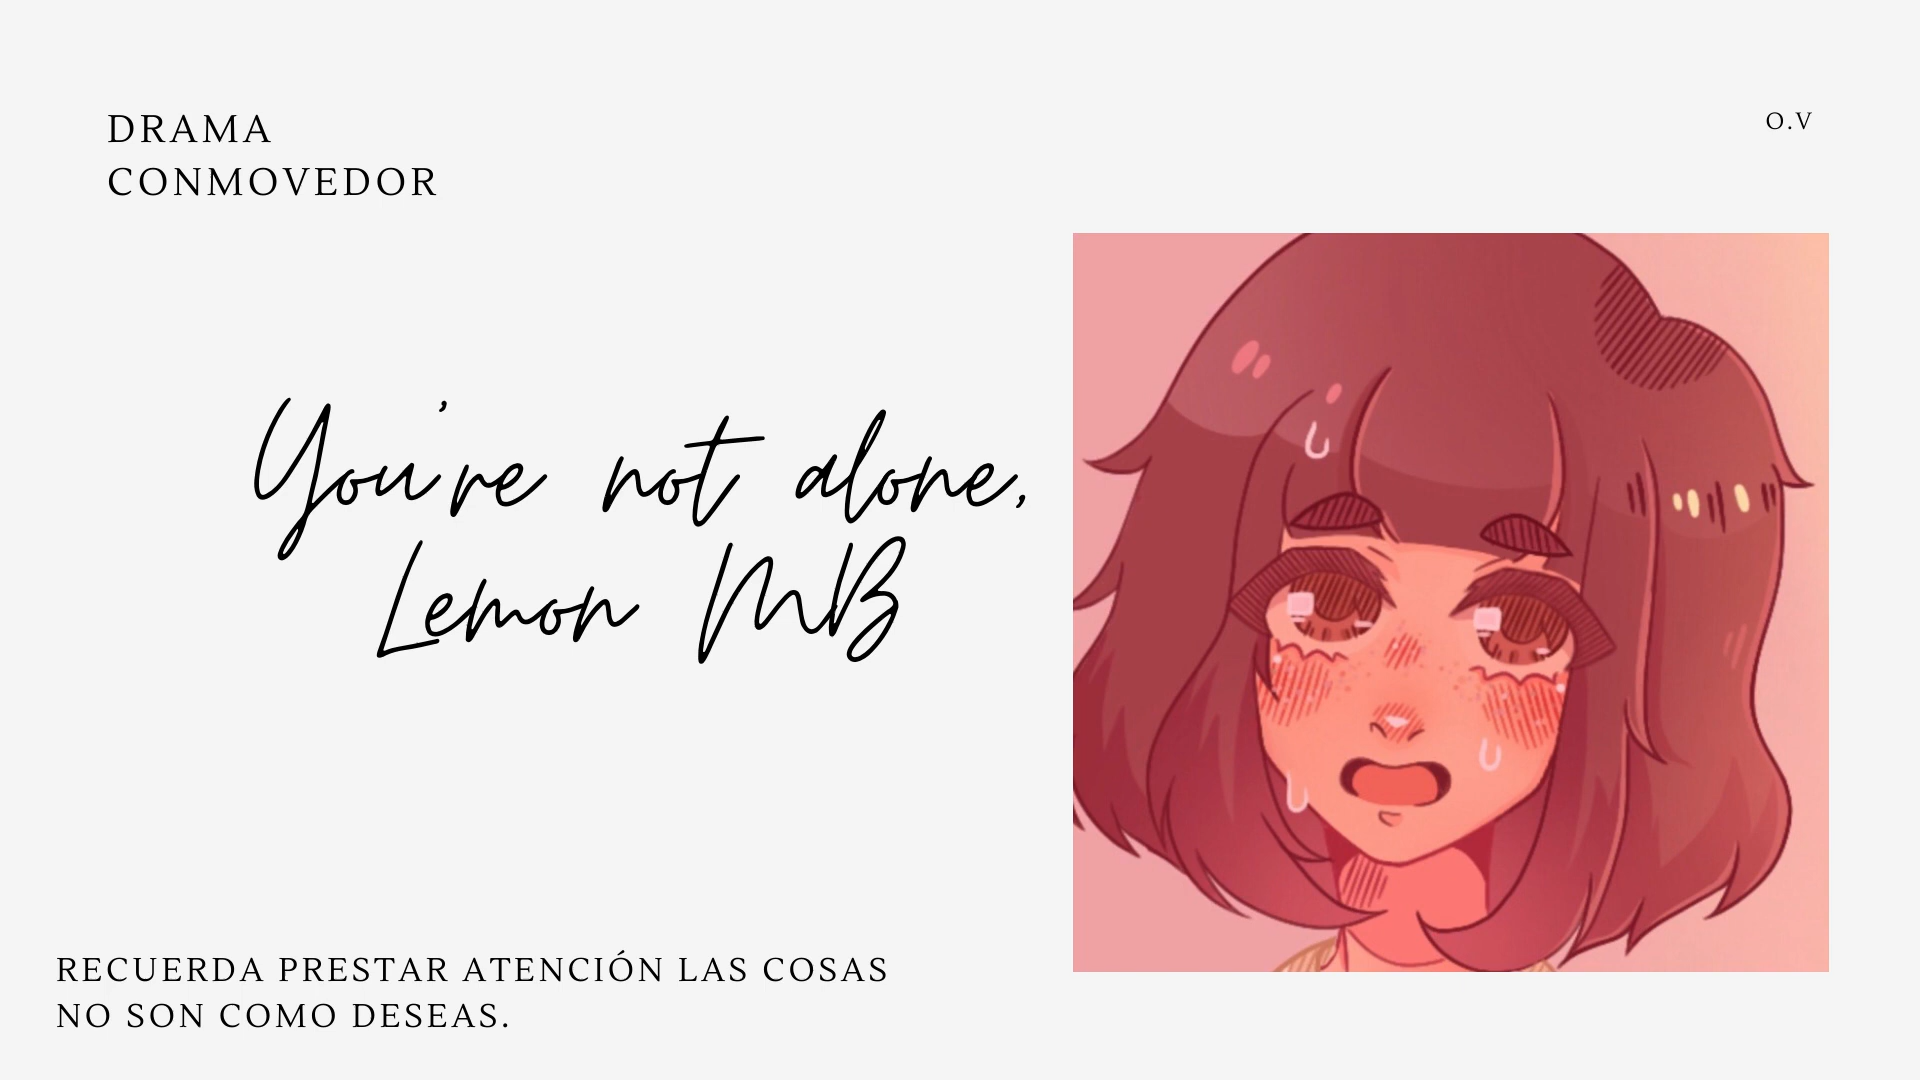 DRAMA
CONMOVEDOR
O.V
You're not alone,
Lemon MB
RECUERDA PRESTAR ATENCIÓN LAS COSAS
NO SON COMO DESEAS.